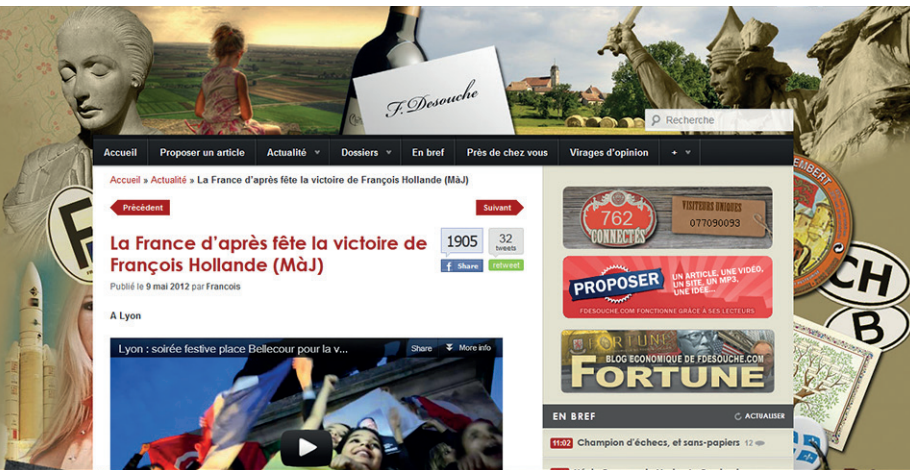 F. Desouche
Recherche
Accueil Proposer un article Actualité Dossiers En bref Près de chez vous Virages d'opinion +
Accueil » Actualité » La France d'après fête la victoire de François Hollande (MàJ)
Précédent
Suivant
La France d'après fête la victoire de
François Hollande (MàJ)
1905
Share
32
tweets
retweet
Publié le 9 mai 2012 par Francois
A Lyon
Lyon : soirée festive place Bellecour pour la v...
Share More info
762
CONNECTÉS
VISITEURS UNIQUES
077090093
PROPOSER
UN ARTICLE, UNE VIDÉO,
UN SITE, UN MP3,
UNE IDÉE...
FDESOUCHE.COM FONCTIONNE GRÂCE A SES LECTEURS
FORTUNE
BLOG ECONOMIQUE DE FDESOUCHE.COM
FORTUNE
EN BREF
ACTUALISER
11:02 Champion d'échecs, et sans-papiers 12
F
CH
B